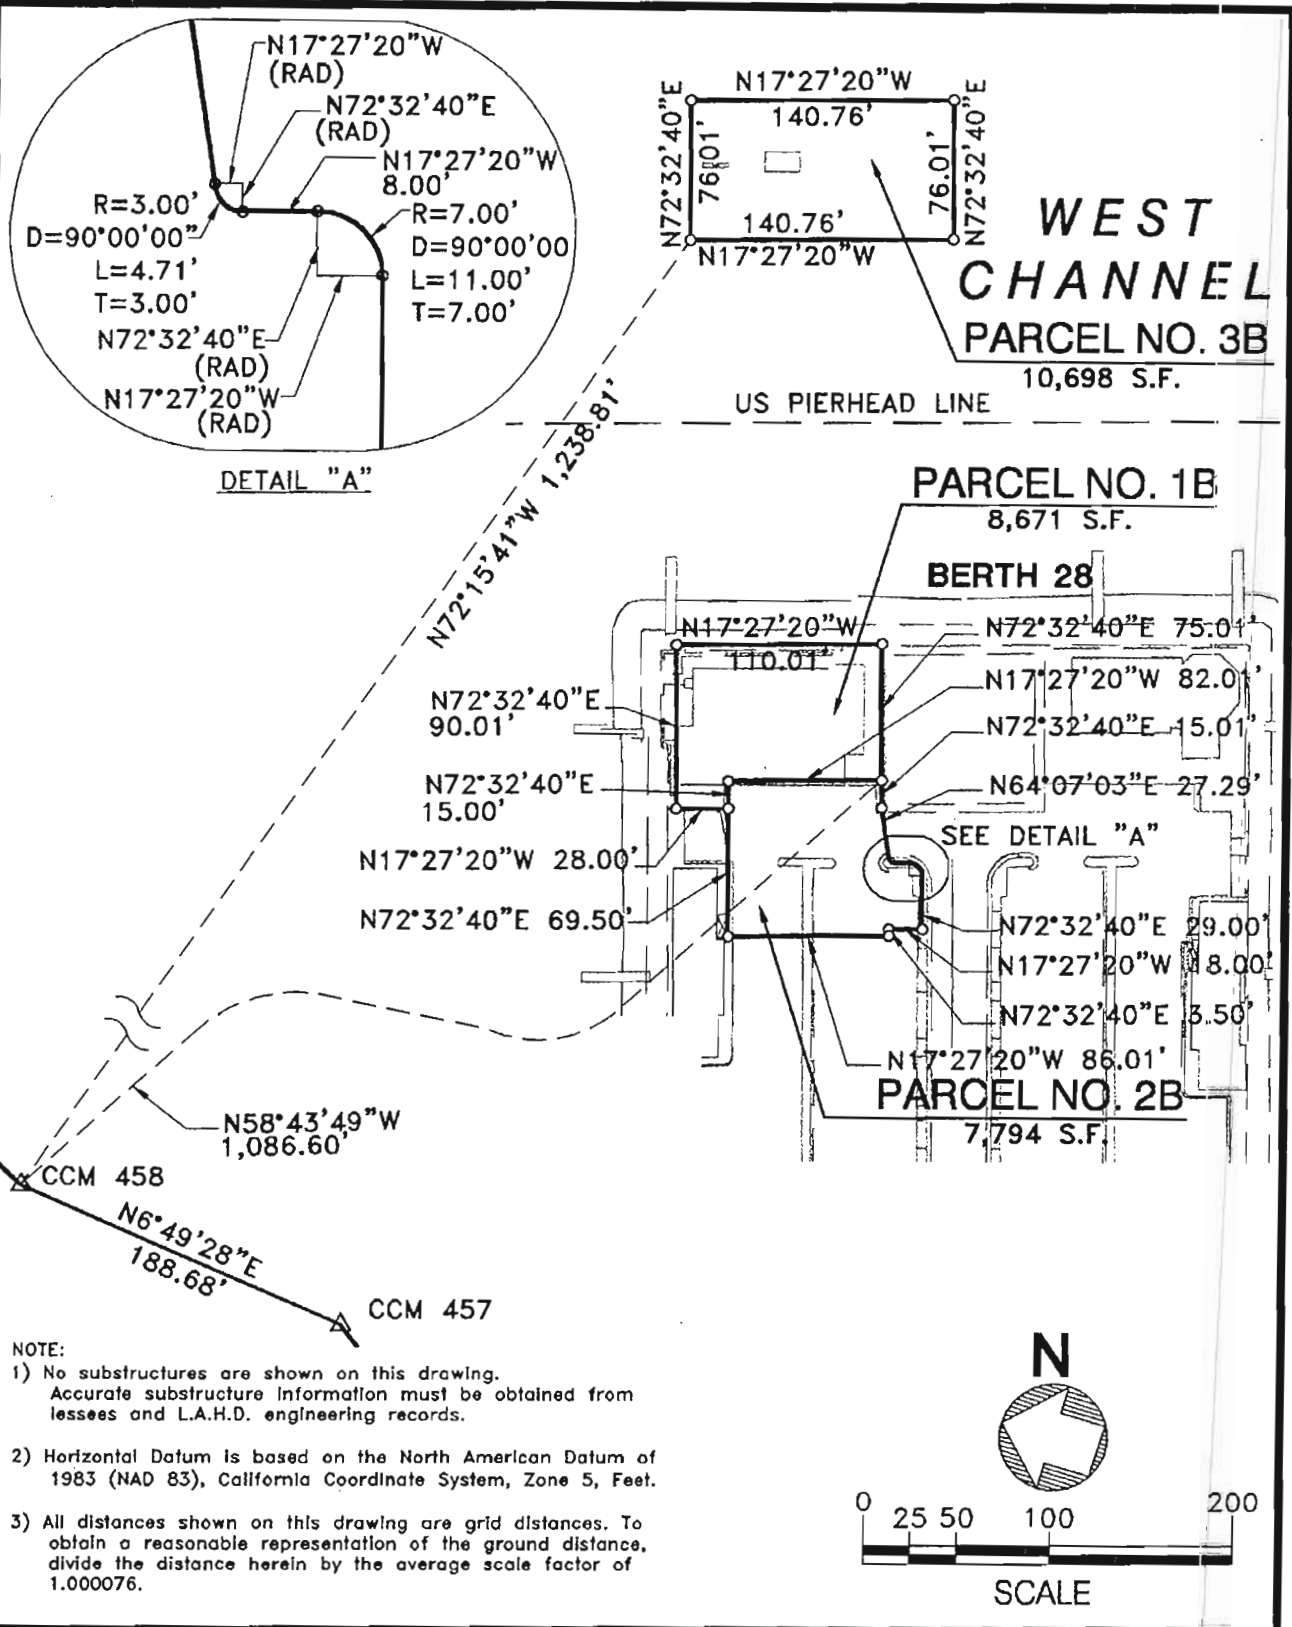 N17°27'20"W
(RAD)
N72°32'40"E
(RAD)
N17°27'20"W
8.00'
R=3.00'
D=90°00'00"
L=4.71'
T=3.00'
R=7.00'
D=90°00'00
L=11.00'
T=7.00'
N72°32'40"E
(RAD)
N17°27'20"W
(RAD)
DETAIL "A"
N17°27'20"W
140.76'
N72°32'40"E
76.01'
76.01'
N72°32'40"E
140.76'
N17°27'20"W
WEST
CHANNEL
PARCEL NO. 3B
10,698 S.F.
US PIERHEAD LINE
N72°15'41"W 1,238.81'
PARCEL NO. 1B
8,671 S.F.
BERTH 28
N17°27'20"W
110.01'
N72°32'40"E 75.01'
N17°27'20"W 82.01'
N72°32'40"E 15.01'
N64°07'03"E 27.29'
SEE DETAIL "A"
N72°32'40"E
90.01'
N72°32'40"E
15.00'
N17°27'20"W 28.00'
N72°32'40"E 69.50'
N72°32'40"E 29.00'
N17°27'20"W 18.00'
N72°32'40"E 3.50'
N17°27'20"W 86.01'
PARCEL NO. 2B
7,794 S.F.
N58°43'49"W
1,086.60'
CCM 458
N6°49'28"E
188.68'
CCM 457
NOTE:
1) No substructures are shown on this drawing.
Accurate substructure information must be obtained from
lessees and L.A.H.D. engineering records.
2) Horizontal Datum is based on the North American Datum of
1983 (NAD 83), California Coordinate System, Zone 5, Feet.
3) All distances shown on this drawing are grid distances. To
obtain a reasonable representation of the ground distance,
divide the distance herein by the average scale factor of
1.000076.
N
0 25 50 100 200
SCALE